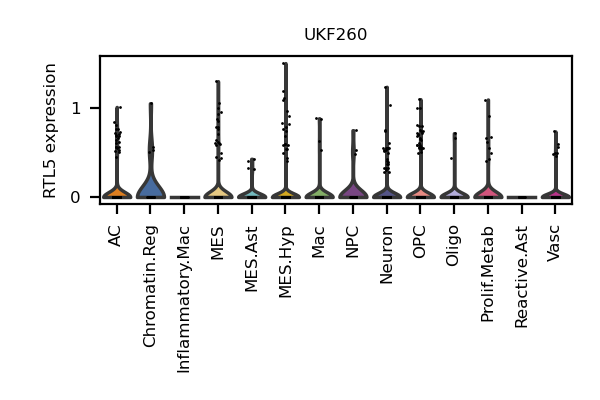 UKF260
RTL5 expression
1
0
AC
Chromatin.Reg
Inflammatory.Mac
MES
MES.Ast
MES.Hyp
Mac
NPC
Neuron
OPC
Oligo
Prolif.Metab
Reactive.Ast
Vasc